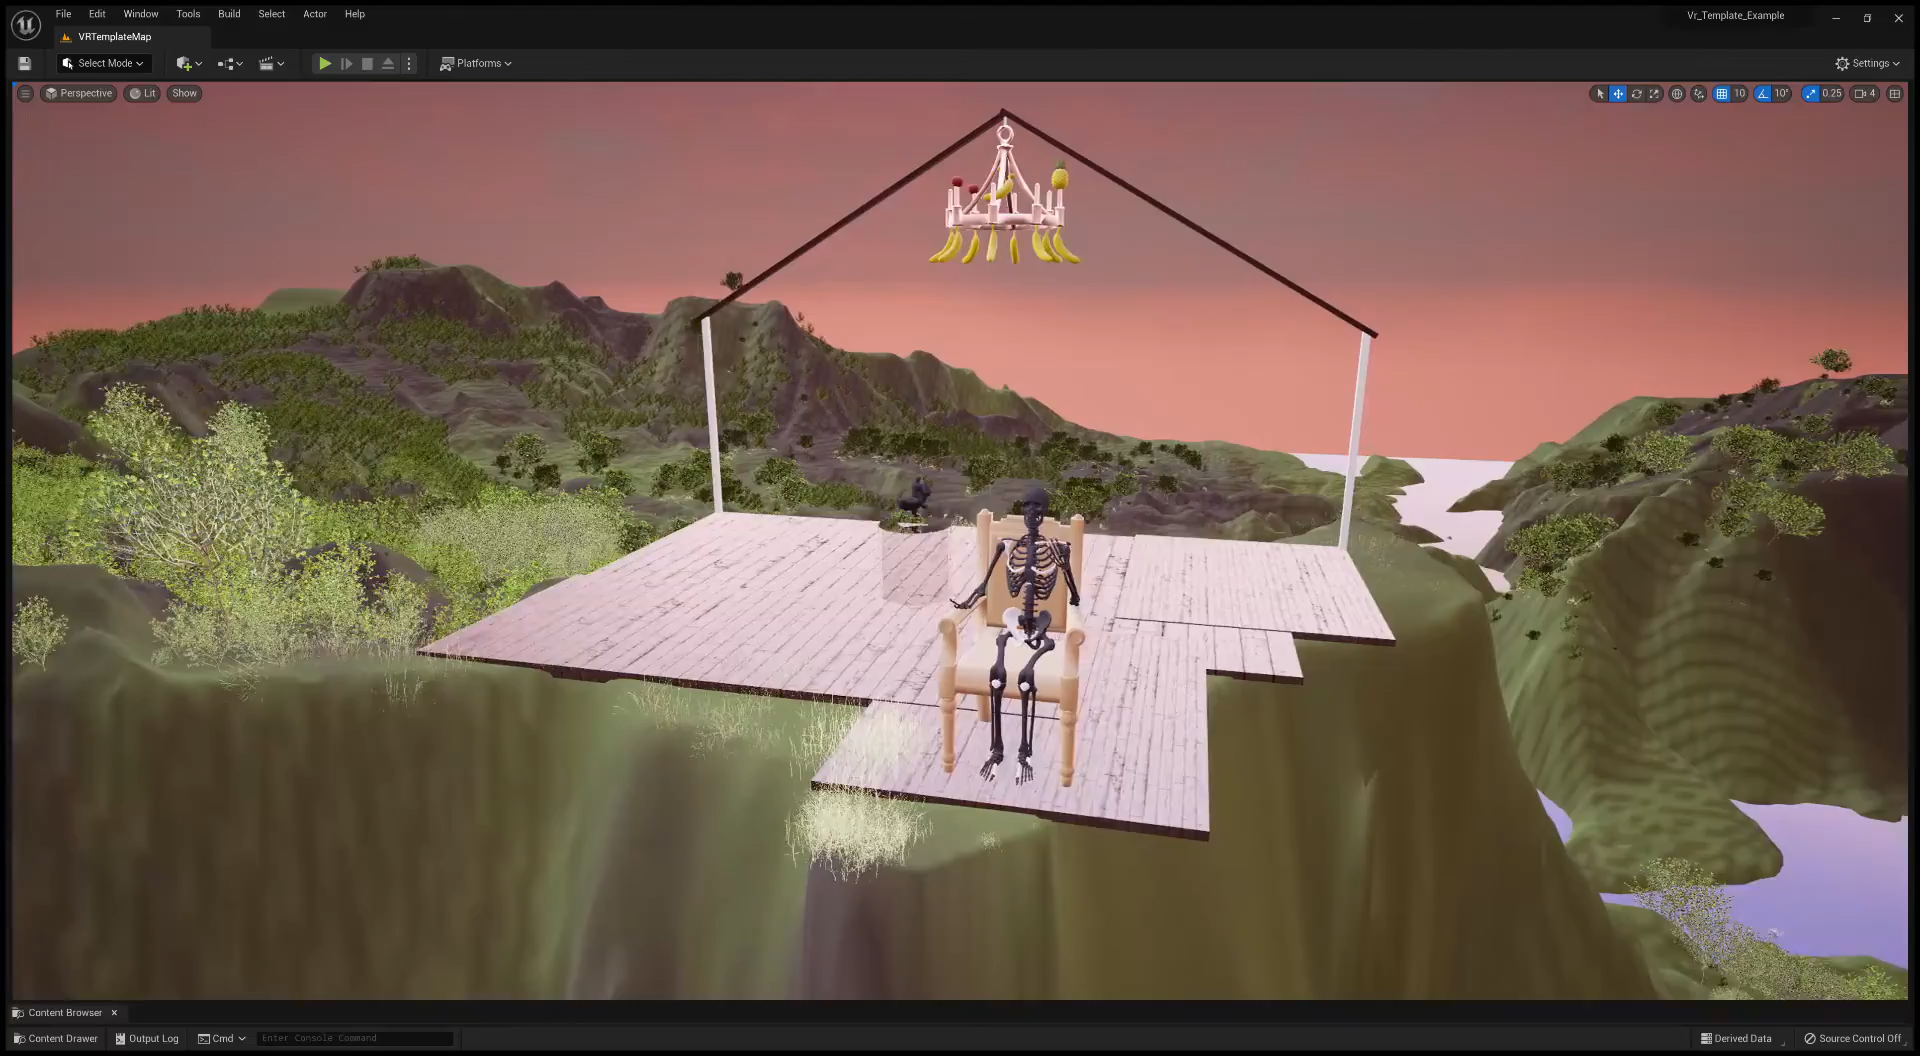 File Edit Window Tools Build Select Actor Help
Vr_Template_Example
VRTemplateMap
Select Mode
Platforms
Settings
Perspective Lit Show
10 10° 0.25 4
Content Browser
Content Drawer Output Log Cmd Enter Console Command
Derived Data Source Control Off